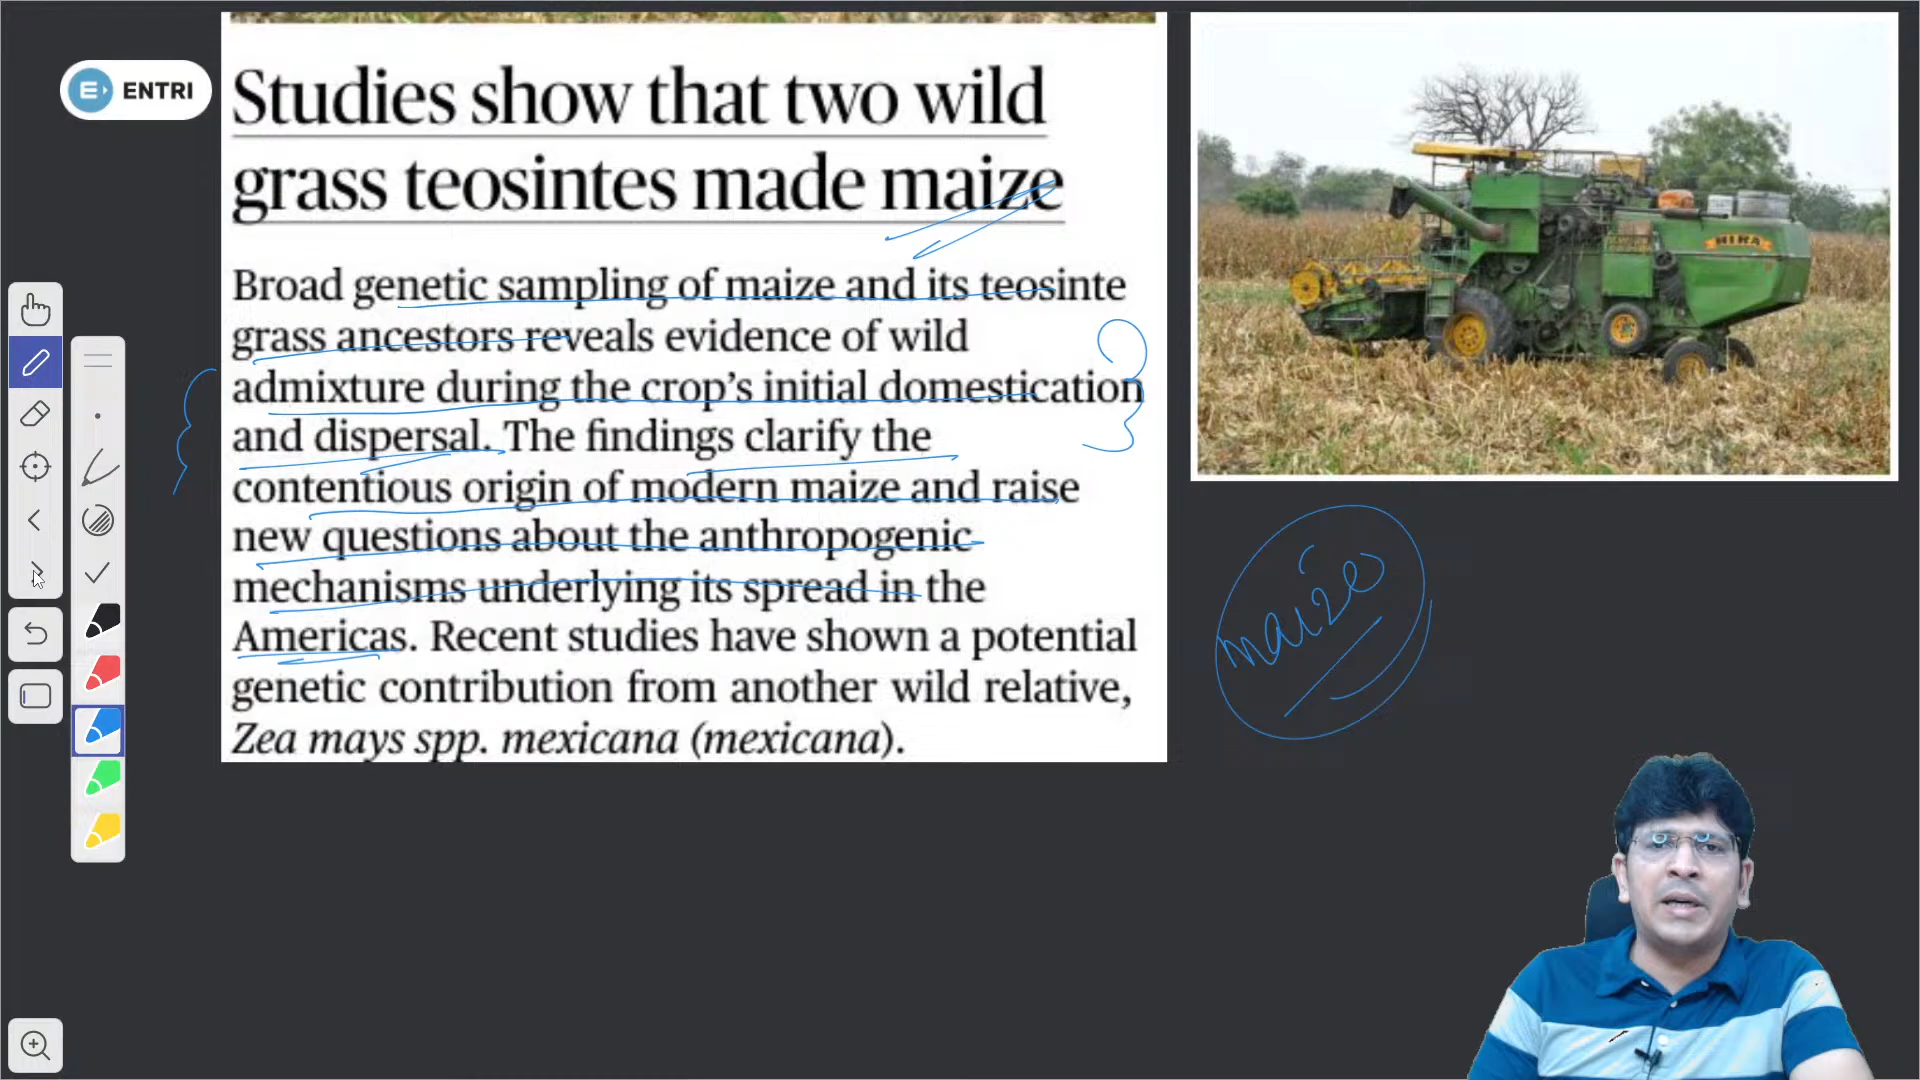 ENTRI
Studies show that two wild
grass teosintes made maize
Broad genetic sampling of maize and its teosinte
grass ancestors reveals evidence of wild
admixture during the crop’s initial domestication
and dispersal. The findings clarify the
contentious origin of modern maize and raise
new questions about the anthropogenic
mechanisms underlying its spread in the
Americas. Recent studies have shown a potential
genetic contribution from another wild relative,
Zea mays spp. mexicana (mexicana).
HIRA
maize